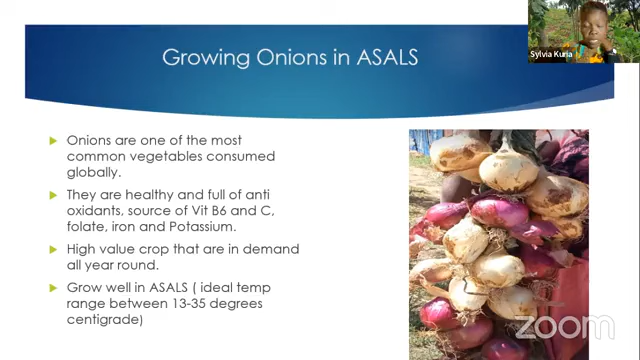 Growing Onions in ASALS
Sylvia Kuria
Onions are one of the most
common vegetables consumed
globally.
They are healthy and full of anti
oxidants, source of Vit B6 and C,
folate, iron and Potassium.
High value crop that are in demand
all year round.
Grow well in ASALS ( ideal temp
range between 13-35 degrees
centigrade)
zoom